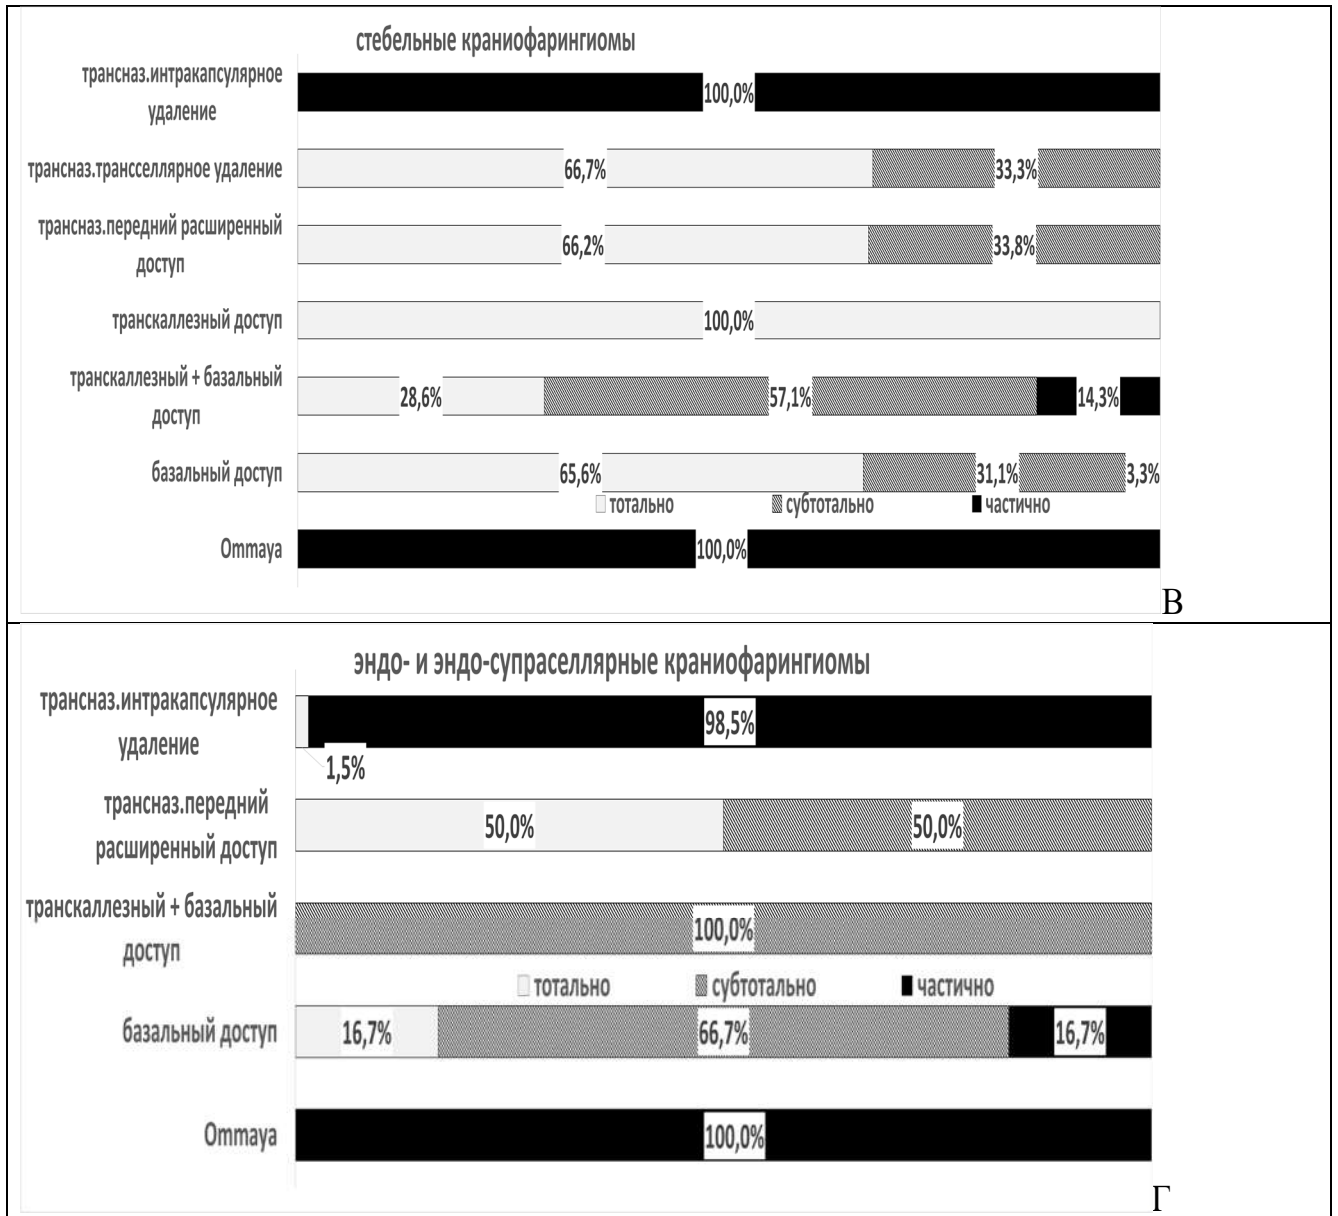 стебельные краниофарингиомы
трансназ.интракапсулярное
удаление
100,0%
трансназ.трансселлярное удаление
66,7%
33,3%
трансназ.передний расширенный
доступ
66,2%
33,8%
транскаллезный доступ
100,0%
транскаллезный + базальный
доступ
28,6%
57,1%
14,3%
базальный доступ
65,6%
31,1%
3,3%
тотально
субтотально
частично
Ommaya
100,0%
В
эндо- и эндо-супраселлярные краниофарингиомы
трансназ.интракапсулярное
удаление
98,5%
1,5%
трансназ.передний
расширенный доступ
50,0%
50,0%
транскаллезный + базальный
доступ
100,0%
тотально
субтотально
частично
базальный доступ
16,7%
66,7%
16,7%
Ommaya
100,0%
Г